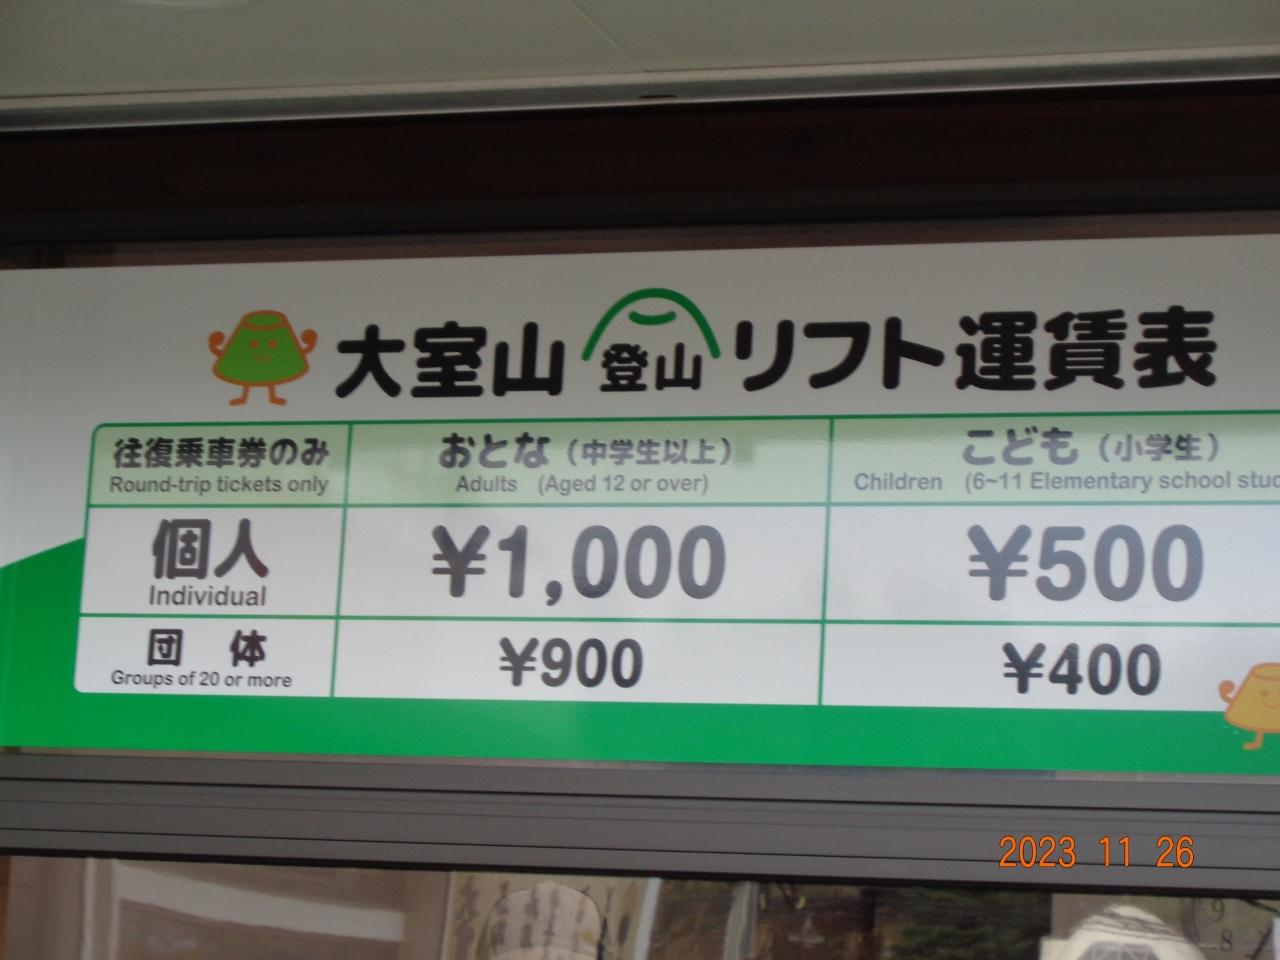 大室山登山リフト運賃表
往復乗車券のみ
Round-trip tickets only
おとな（中学生以上）
Adults (Aged 12 or over)
こども（小学生）
Children (6~11 Elementary school
個人
Individual
¥1,000
¥500
団 体
Groups of 20 or more
¥900
¥400
2023 11 26
9
8